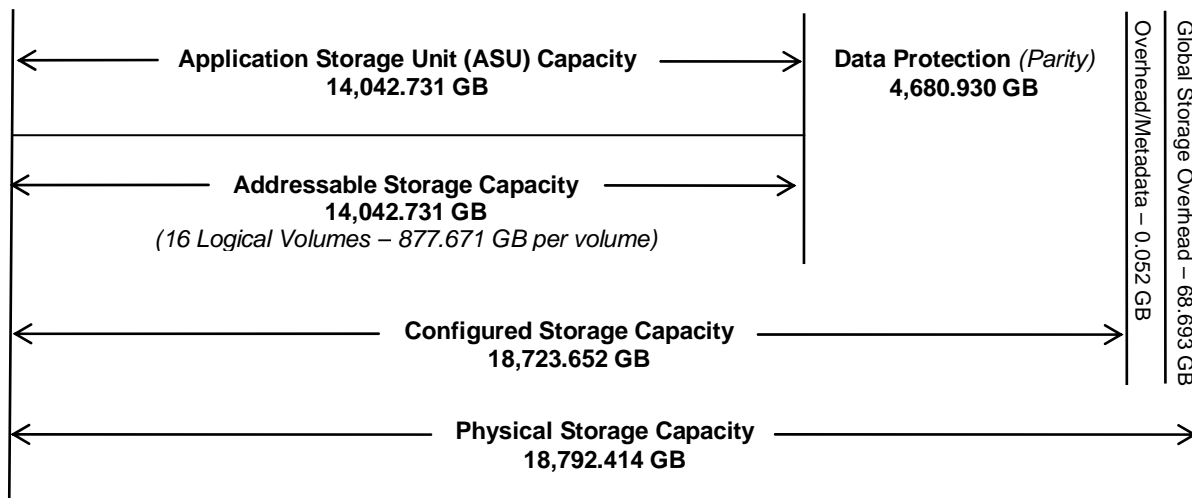 Application Storage Unit (ASU) Capacity
14,042.731 GB
Data Protection (Parity)
4,680.930 GB
Overhead/Metadata – 0.052 GB
Global Storage Overhead – 68.693 GB
Addressable Storage Capacity
14,042.731 GB
(16 Logical Volumes – 877.671 GB per volume)
Configured Storage Capacity
18,723.652 GB
Physical Storage Capacity
18,792.414 GB